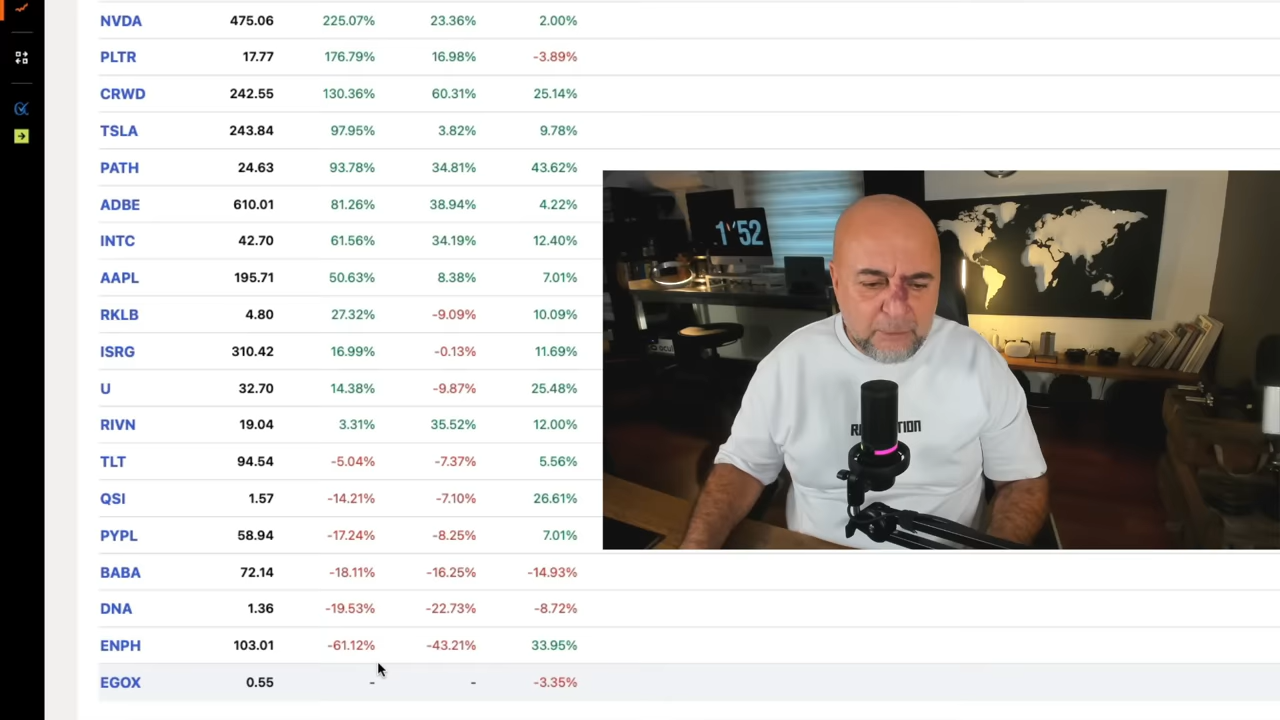 NVDA 475.06 225.07% 23.36% 2.00%
PLTR 17.77 176.79% 16.98% -3.89%
CRWD 242.55 130.36% 60.31% 25.14%
TSLA 243.84 97.95% 3.82% 9.78%
PATH 24.63 93.78% 34.81% 43.62%
ADBE 610.01 81.26% 38.94% 4.22%
INTC 42.70 61.56% 34.19% 12.40%
AAPL 195.71 50.63% 8.38% 7.01%
RKLB 4.80 27.32% -9.09% 10.09%
ISRG 310.42 16.99% -0.13% 11.69%
U 32.70 14.38% -9.87% 25.48%
RIVN 19.04 3.31% 35.52% 12.00%
TLT 94.54 -5.04% -7.37% 5.56%
QSI 1.57 -14.21% -7.10% 26.61%
PYPL 58.94 -17.24% -8.25% 7.01%
BABA 72.14 -18.11% -16.25% -14.93%
DNA 1.36 -19.53% -22.73% -8.72%
ENPH 103.01 -61.12% -43.21% 33.95%
EGOX 0.55 - - -3.35%
1:52